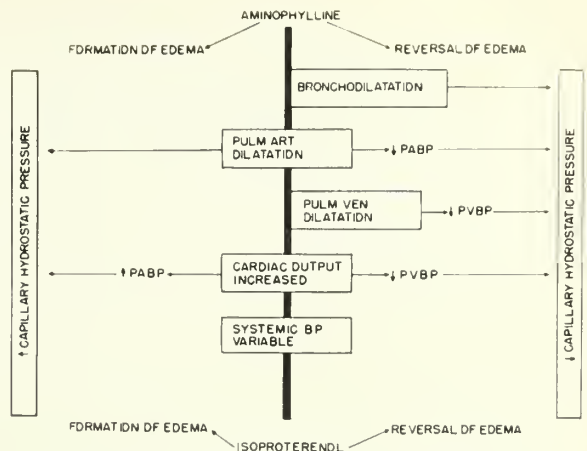 AMINOPHYLLINE
FORMATION OF EDEMA
REVERSAL OF EDEMA
BRONCHODILATATION
PULM ART
DILATATION
↓ PABP
PULM VEN
DILATATION
↓ PVBP
↑ PABP
CARDIAC OUTPUT
INCREASED
↓ PVBP
SYSTEMIC BP
VARIABLE
↑ CAPILLARY HYDROSTATIC PRESSURE
↓ CAPILLARY HYDROSTATIC PRESSURE
FORMATION OF EDEMA
REVERSAL OF EDEMA
ISOPROTERENOL